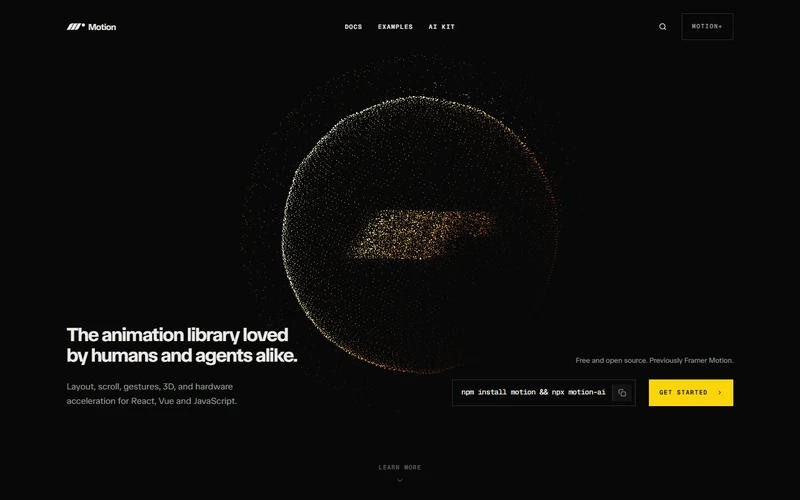 Motion
DOCS
EXAMPLES
AI KIT
MOTION+
The animation library loved
by humans and agents alike.
Layout, scroll, gestures, 3D, and hardware
acceleration for React, Vue and JavaScript.
Free and open source. Previously Framer Motion.
npm install motion && npx motion-ai
GET STARTED
LEARN MORE